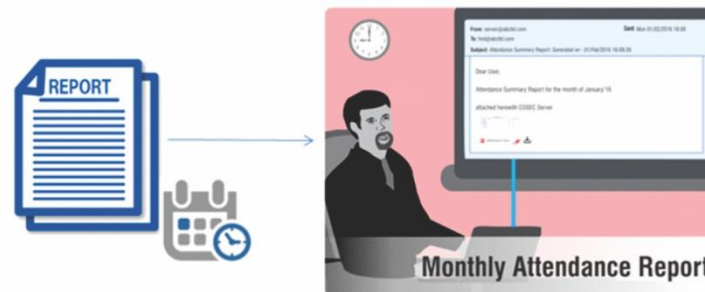 REPORT
From: server@abcltd.com
Sent: Mon 01/02/2016 16:00
To: hrd@abcltd.com
Subject: Attendance Summary Report: Generated on - 01/Feb/2016 16:00:26
Dear User,
Attendance Summary Report for the month of January'16
attached herewith COSEC Server
Monthly Attendance Report